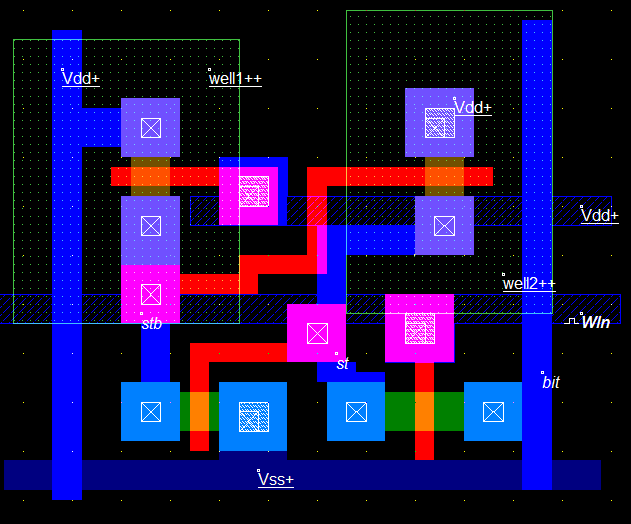 Vdd+
well1++
Vdd+
Vdd+
well2++
stb
Wln
st
bit
Vss+